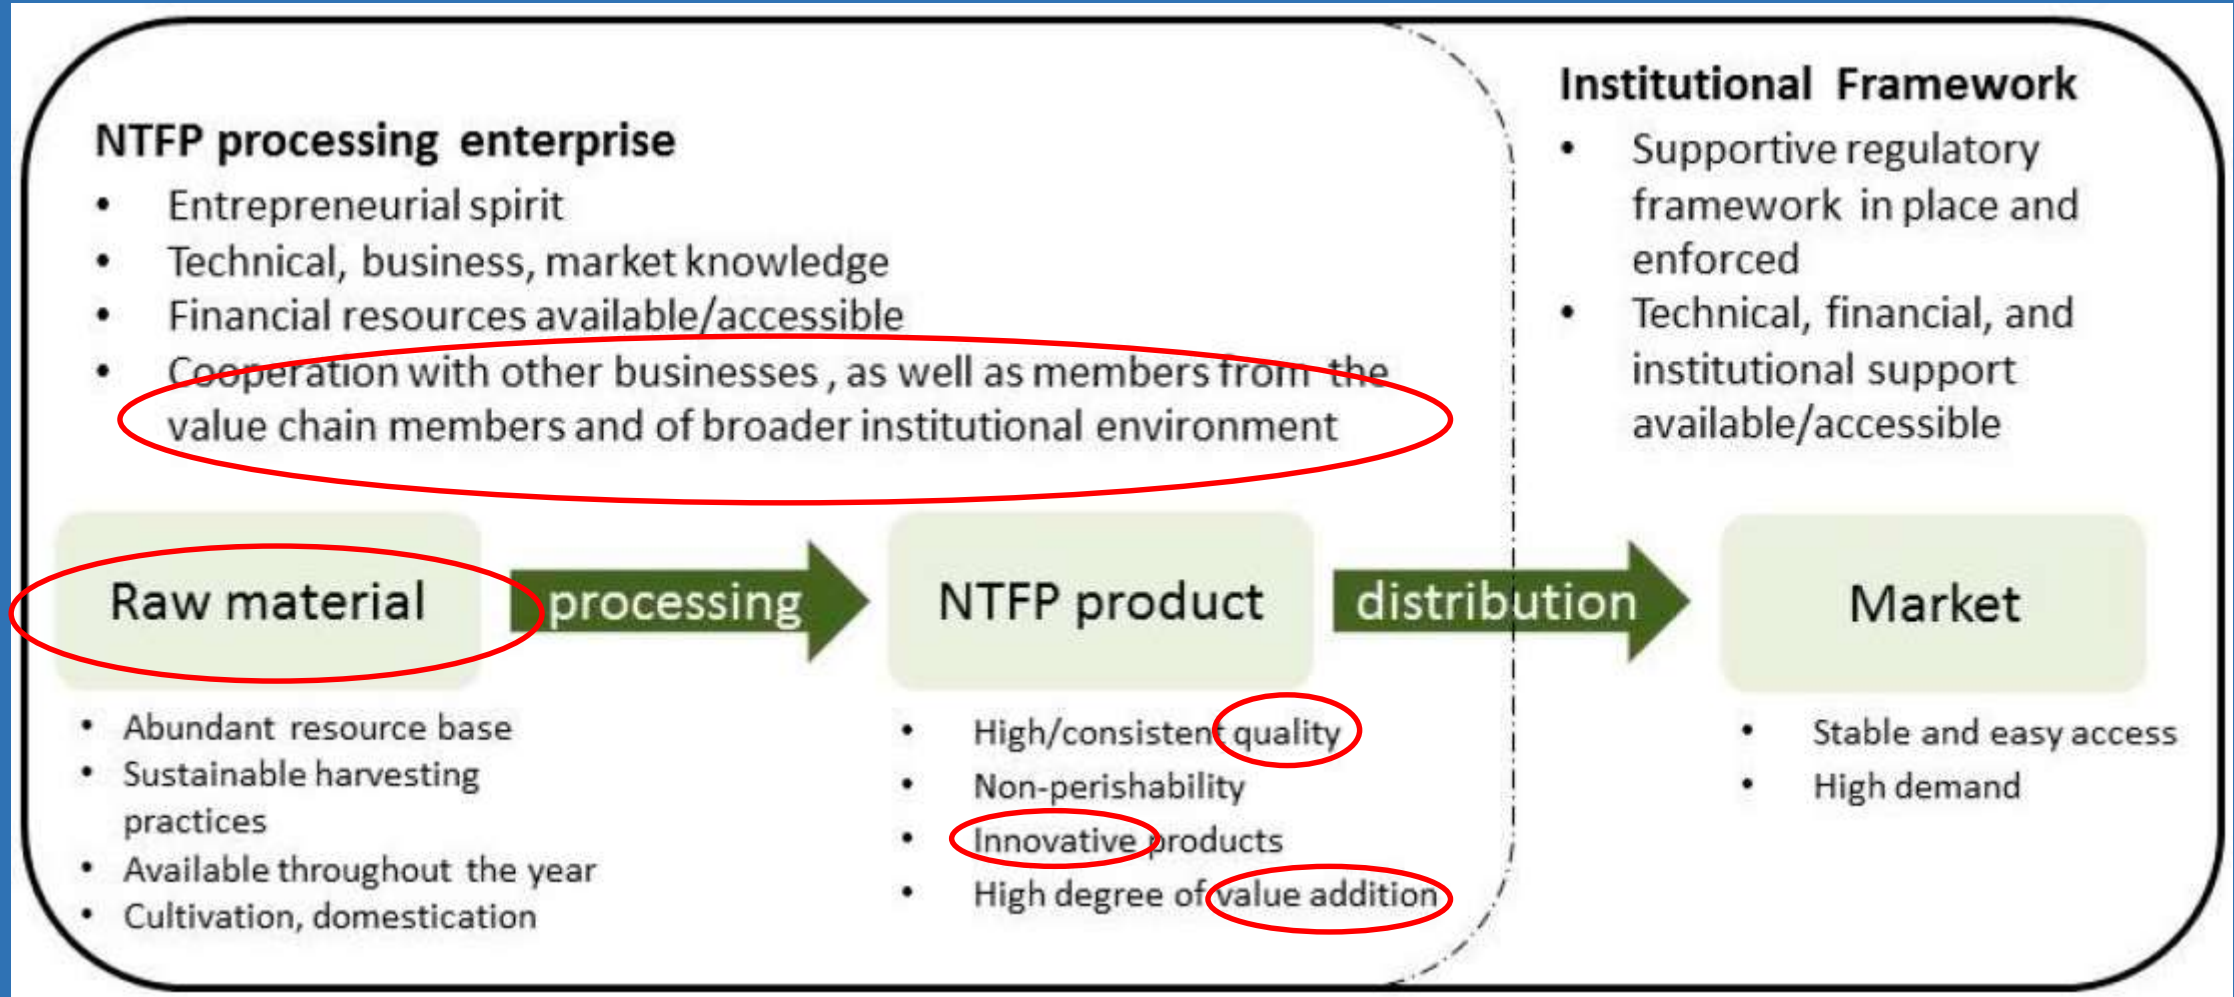 NTFP processing enterprise
• Entrepreneurial spirit
• Technical, business, market knowledge
• Financial resources available/accessible
• Cooperation with other businesses , as well as members from the
value chain members and of broader institutional environment
Institutional Framework
• Supportive regulatory
framework in place and
enforced
• Technical, financial, and
institutional support
available/accessible
Raw material
processing
NTFP product
distribution
Market
• Abundant resource base
• Sustainable harvesting
practices
• Available throughout the year
• Cultivation, domestication
• High/consistent quality
• Non-perishability
• Innovative products
• High degree of value addition
• Stable and easy access
• High demand